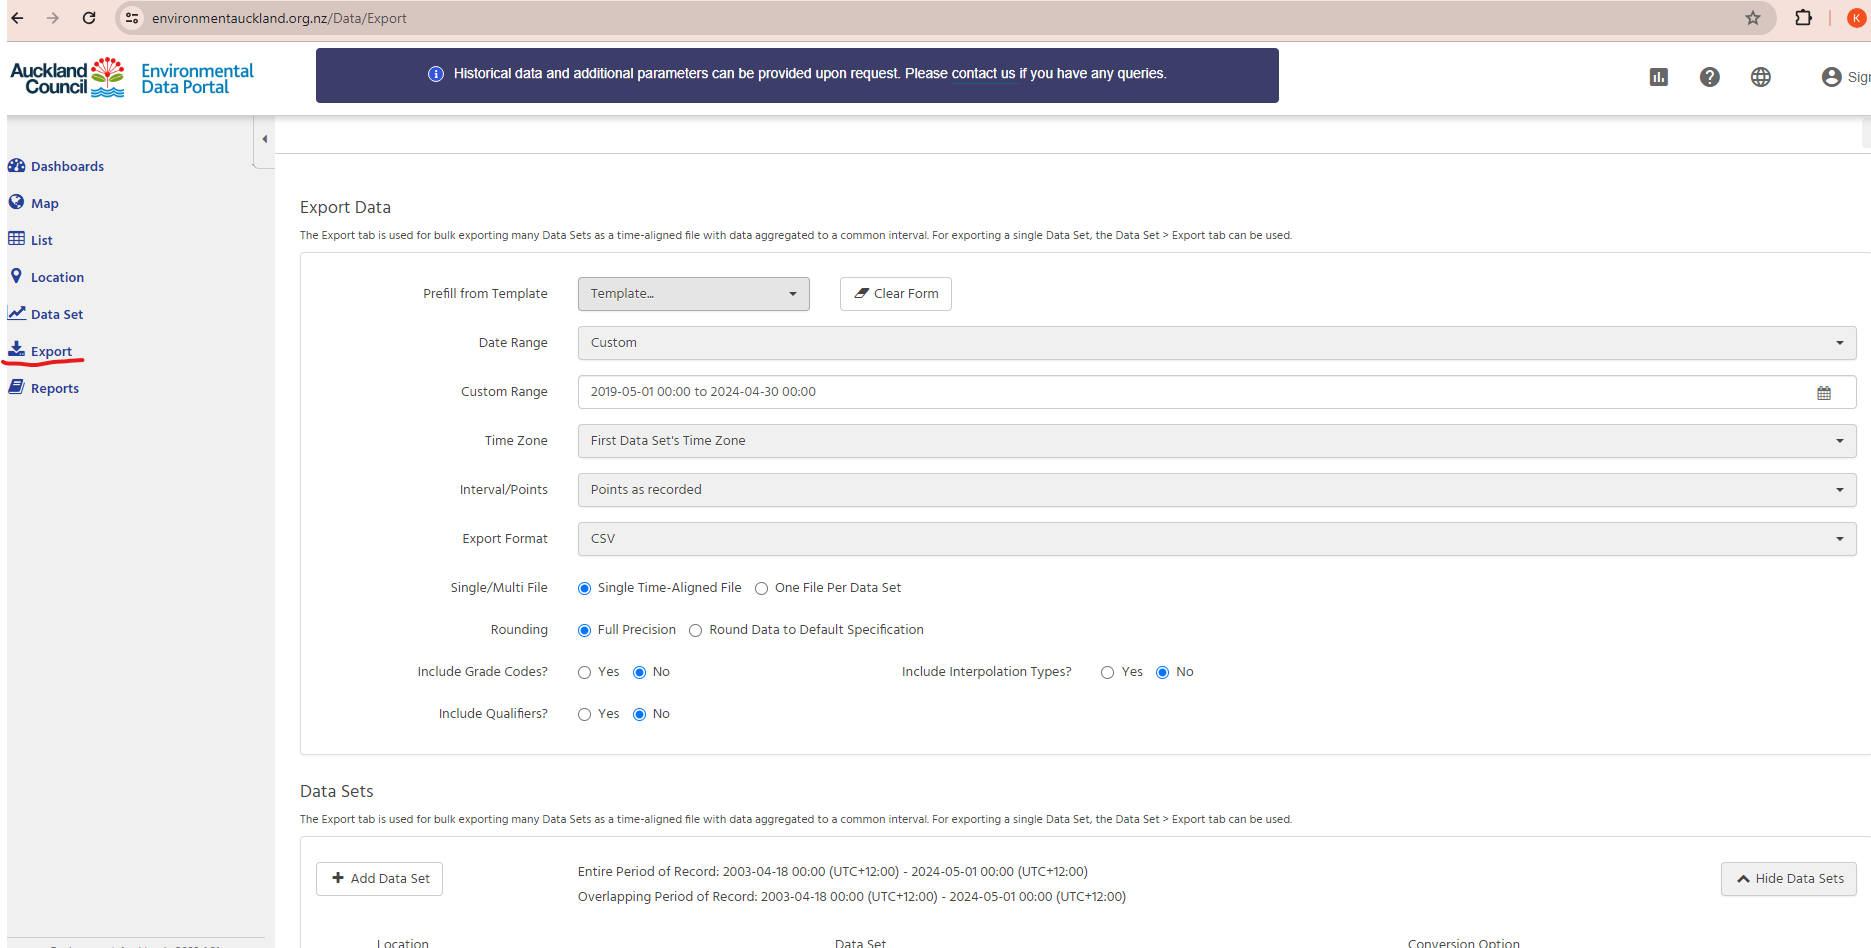 environmentauckland.org.nz/Data/Export
K
Auckland Council
Environmental Data Portal
Historical data and additional parameters can be provided upon request. Please contact us if you have any queries.
Dashboards
Map
List
Location
Data Set
Export
Reports
Export Data
The Export tab is used for bulk exporting many Data Sets as a time-aligned file with data aggregated to a common interval. For exporting a single Data Set, the Data Set > Export tab can be used.
Prefill from Template Template... Clear Form
Date Range Custom
Custom Range 2019-05-01 00:00 to 2024-04-30 00:00
Time Zone First Data Set's Time Zone
Interval/Points Points as recorded
Export Format CSV
Single/Multi File Single Time-Aligned File One File Per Data Set
Rounding Full Precision Round Data to Default Specification
Include Grade Codes? Yes No Include Interpolation Types? Yes No
Include Qualifiers? Yes No
Data Sets
The Export tab is used for bulk exporting many Data Sets as a time-aligned file with data aggregated to a common interval. For exporting a single Data Set, the Data Set > Export tab can be used.
Add Data Set Entire Period of Record: 2003-04-18 00:00 (UTC+12:00) - 2024-05-01 00:00 (UTC+12:00) Hide Data Sets
Overlapping Period of Record: 2003-04-18 00:00 (UTC+12:00) - 2024-05-01 00:00 (UTC+12:00)
Location Data Set Conversion Option